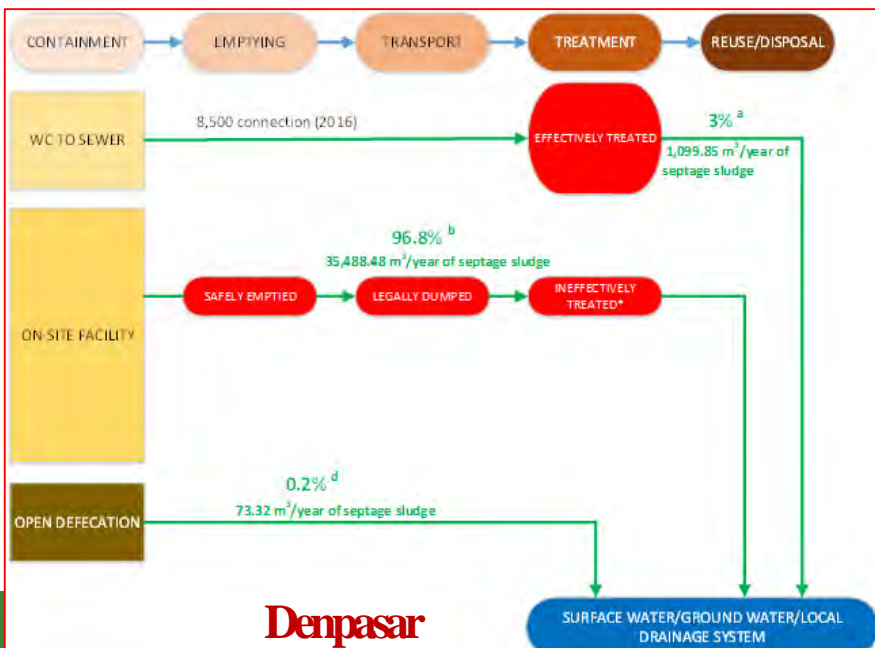 CONTAINMENT
EMPTYING
TRANSPORT
TREATMENT
REUSE/DISPOSAL
WC TO SEWER
8,500 connection (2016)
EFFECTIVELY TREATED
3% a
1,099.85 m³/year of
septage sludge
96.8% b
35,488.48 m³/year of septage sludge
ON-SITE FACILITY
SAFELY EMPTIED
LEGALLY DUMPED
INEFFECTIVELY
TREATED*
0.2% d
73.32 m³/year of septage sludge
OPEN DEFECATION
Denpasar
SURFACE WATER/GROUND WATER/LOCAL
DRAINAGE SYSTEM